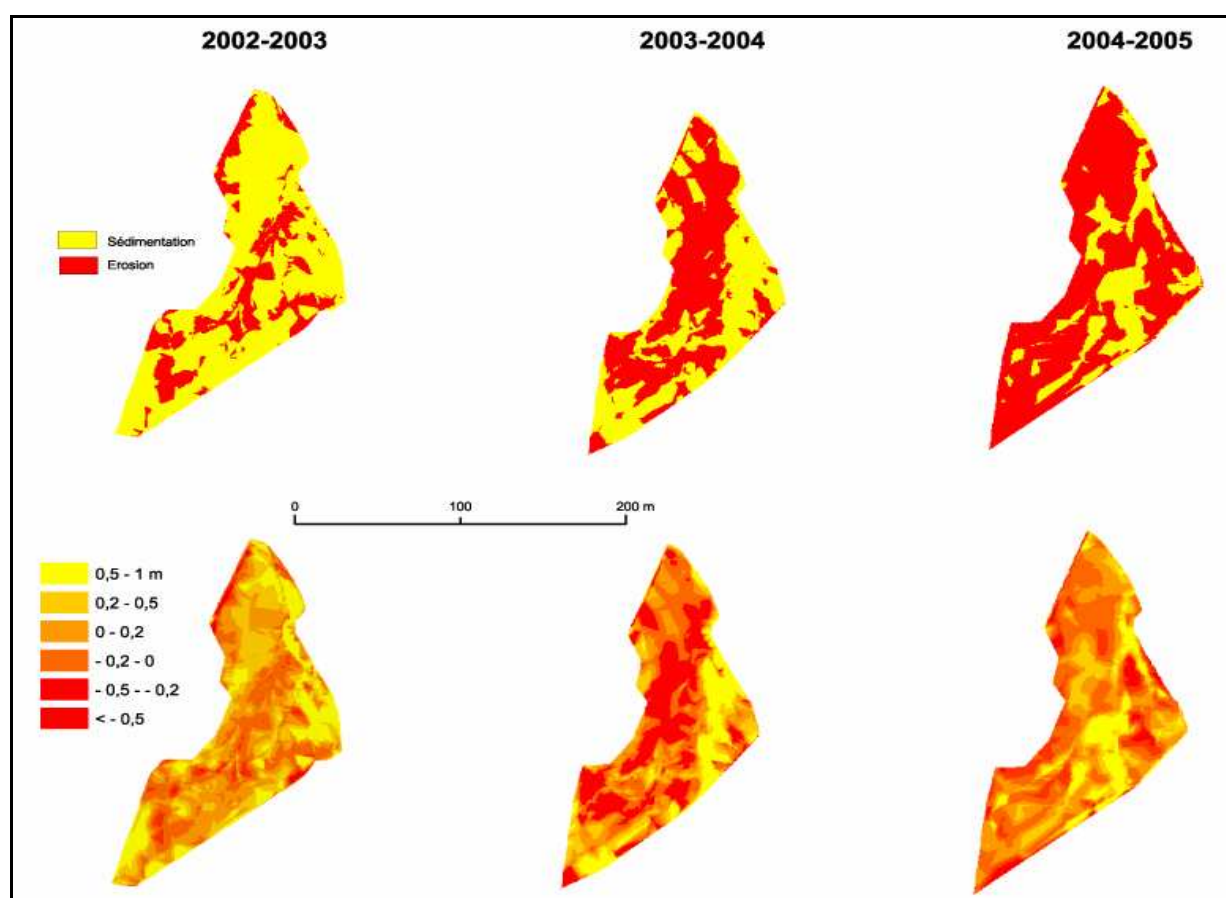 2002-2003
2003-2004
2004-2005
Sédimentation
Erosion
0
100
200 m
0,5 - 1 m
0,2 - 0,5
0 - 0,2
- 0,2 - 0
- 0,5 - - 0,2
< - 0,5